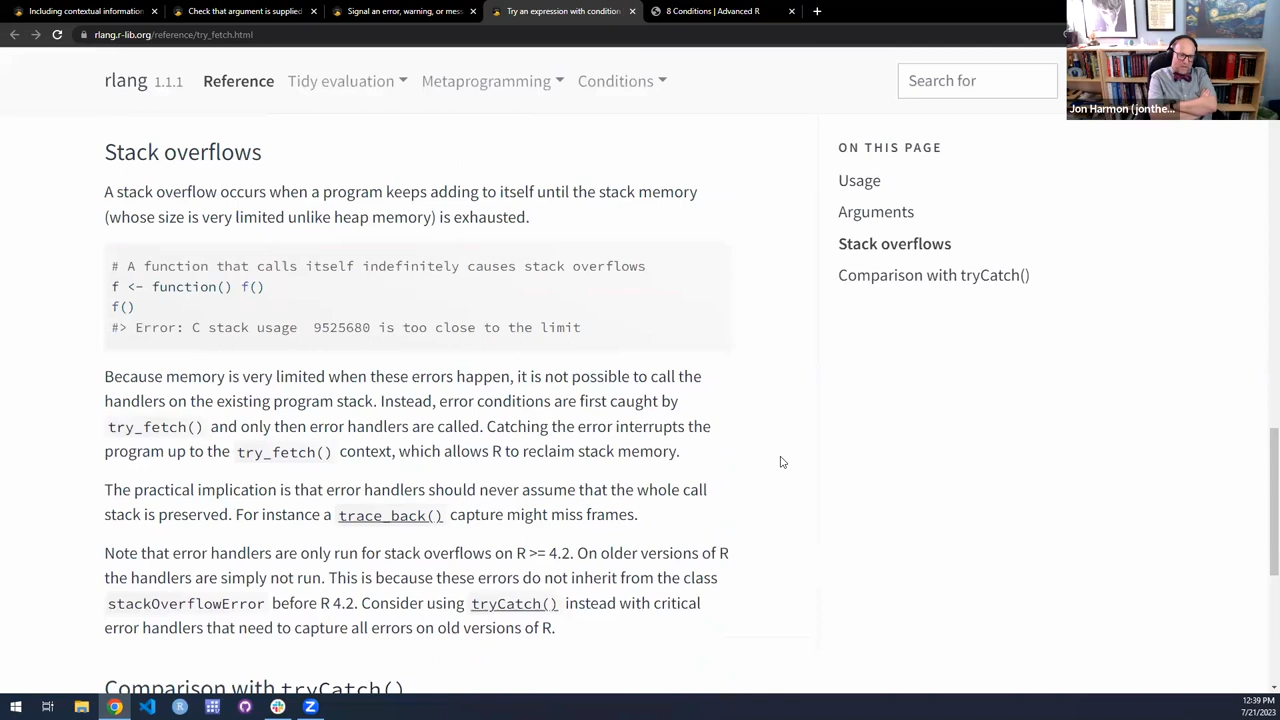 Including contextual information
Check that argument is supplied
Signal an error, warning, or mess
Try an expression with condition
8 Conditions | Advanced R
rlang.r-lib.org/reference/try_fetch.html
rlang 1.1.1 Reference Tidy evaluation Metaprogramming Conditions
Search for
Jon Harmon (jonthe...
Stack overflows
A stack overflow occurs when a program keeps adding to itself until the stack memory
(whose size is very limited unlike heap memory) is exhausted.
# A function that calls itself indefinitely causes stack overflows
f <- function() f()
f()
#> Error: C stack usage  9525680 is too close to the limit
Because memory is very limited when these errors happen, it is not possible to call the
handlers on the existing program stack. Instead, error conditions are first caught by
try_fetch() and only then error handlers are called. Catching the error interrupts the
program up to the try_fetch() context, which allows R to reclaim stack memory.
The practical implication is that error handlers should never assume that the whole call
stack is preserved. For instance a trace_back() capture might miss frames.
Note that error handlers are only run for stack overflows on R >= 4.2. On older versions of R
the handlers are simply not run. This is because these errors do not inherit from the class
stackOverflowError before R 4.2. Consider using tryCatch() instead with critical
error handlers that need to capture all errors on old versions of R.
Comparison with tryCatch()
ON THIS PAGE
Usage
Arguments
Stack overflows
Comparison with tryCatch()
12:39 PM
7/21/2023